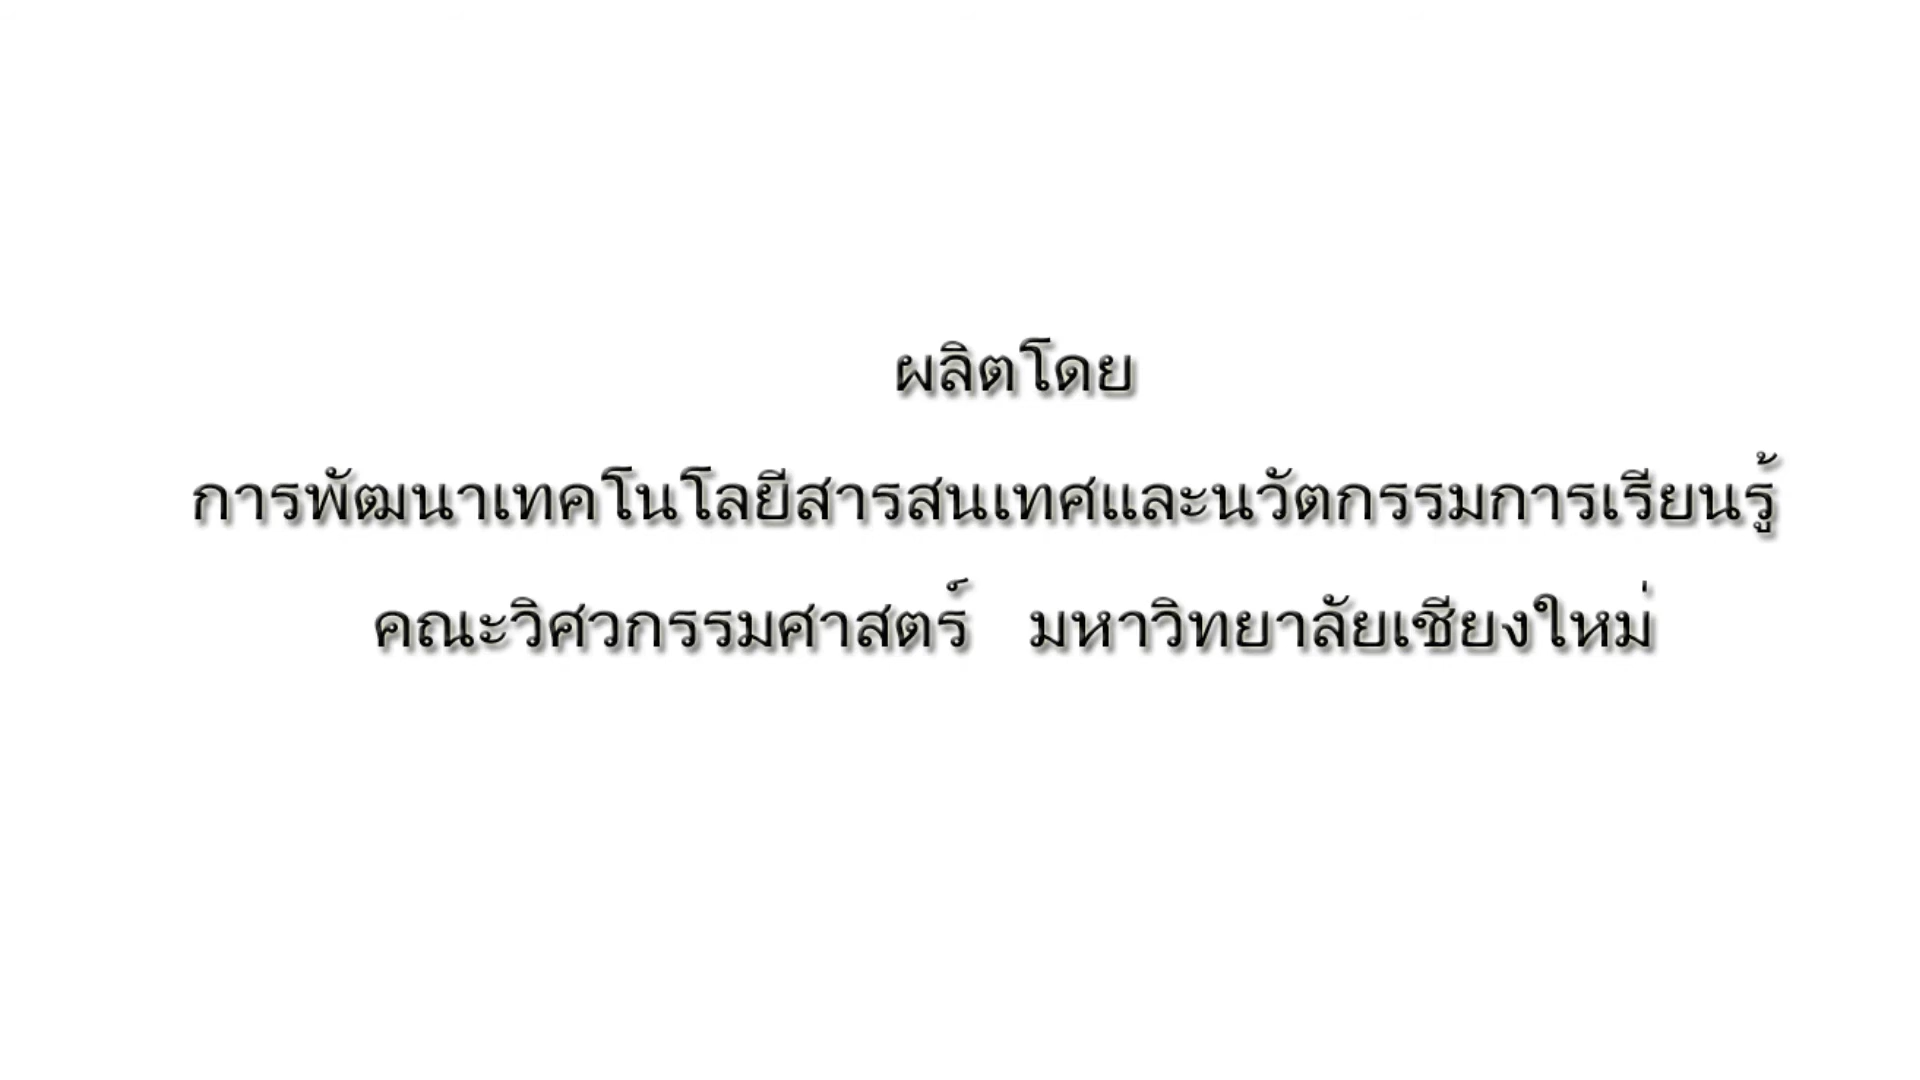 ผลิตโดย
การพัฒนาเทคโนโลยีสารสนเทศและนวัตกรรมการเรียนรู้
คณะวิศวกรรมศาสตร์ มหาวิทยาลัยเชียงใหม่